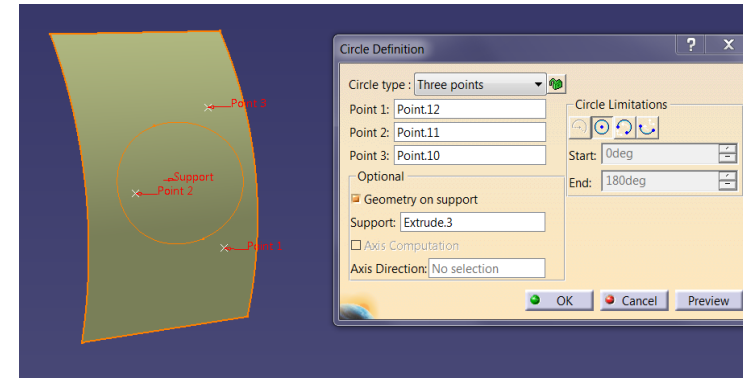 Point 3
Support
Point 2
Circle Definition
? X
Circle type : Three points
Point 1: Point.12
Point 2: Point.11
Point 3: Point.10
Optional
Geometry on support
Support: Extrude.3
Axis Computation
Axis Direction: No selection
Circle Limitations
Start: 0deg
End: 180deg
OK Cancel Preview